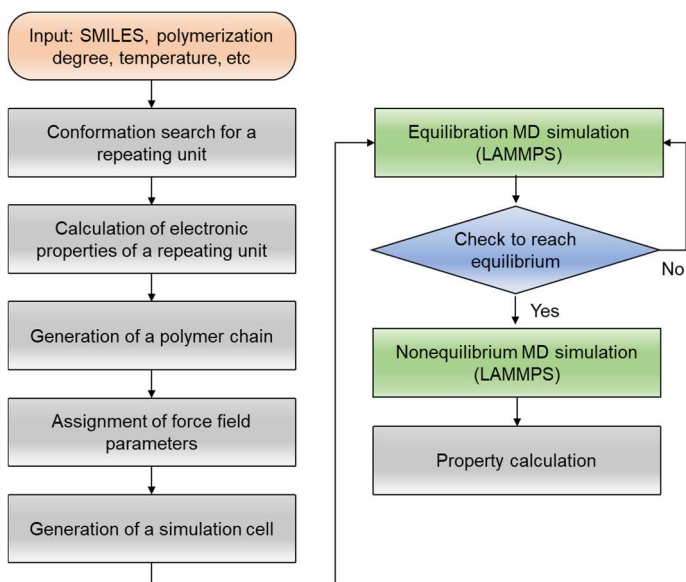 Input: SMILES, polymerization
degree, temperature, etc
Conformation search for a
repeating unit
Calculation of electronic
properties of a repeating unit
Generation of a polymer chain
Assignment of force field
parameters
Generation of a simulation cell
Equilibration MD simulation
(LAMMPS)
Check to reach
equilibrium
No
Yes
Nonequilibrium MD simulation
(LAMMPS)
Property calculation